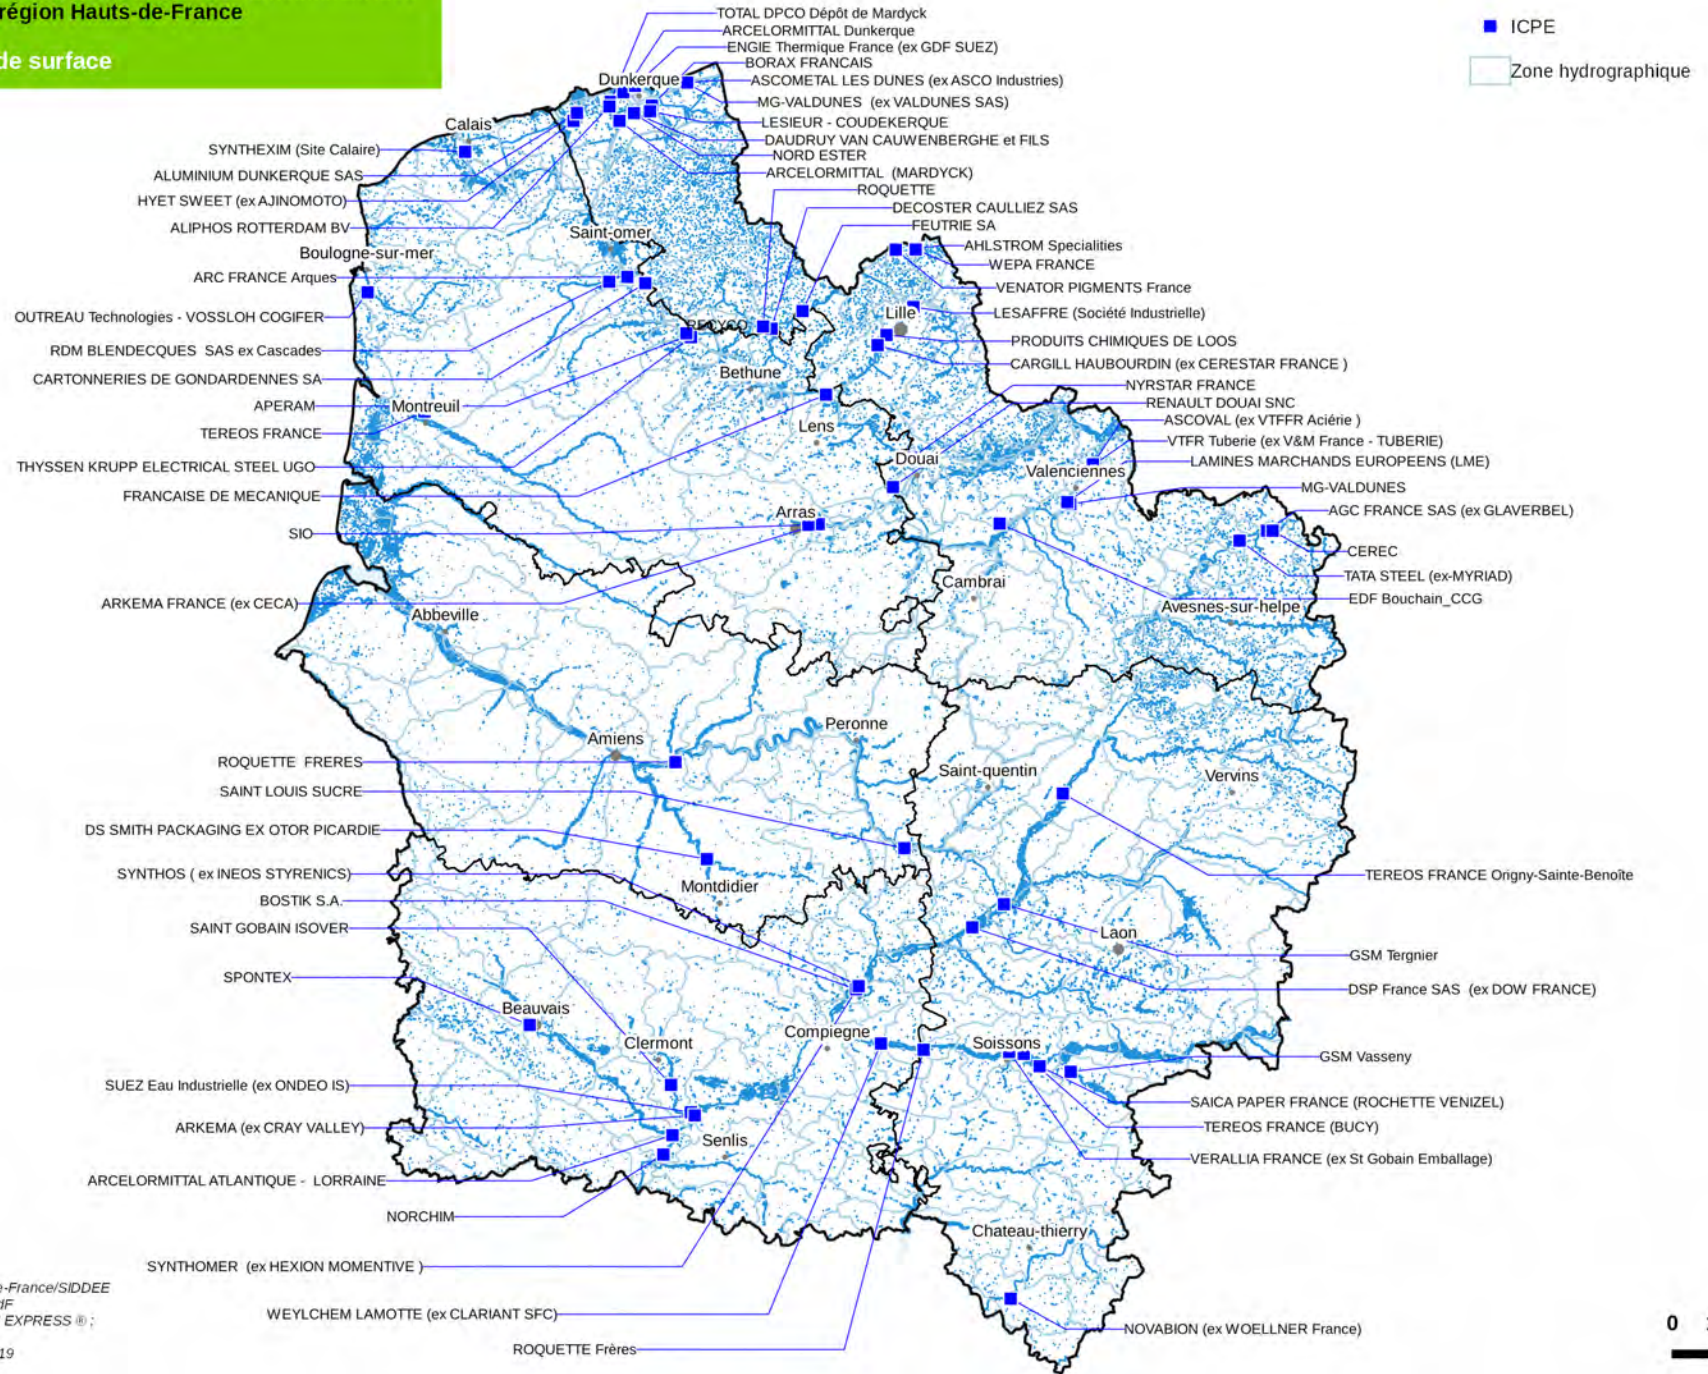 région Hauts-de-France
de surface
ICPE
Zone hydrographique
TOTAL DPCO Dépôt de Mardyck
ARCELORMITTAL Dunkerque
ENGIE Thermique France (ex GDF SUEZ)
BORAX FRANCAIS
ASCOMETAL LES DUNES (ex ASCO Industries)
MG-VALDUNES (ex VALDUNES SAS)
LESIEUR - COUDEKERQUE
DAUDRUY VAN CAUWENBERGHE et FILS
NORD ESTER
ARCELORMITTAL (MARDYCK)
ROQUETTE
DECOSTER CAULLIEZ SAS
FEUTRIE SA
AHLSTROM Specialities
WEPA FRANCE
VENATOR PIGMENTS France
LESAFFRE (Société Industrielle)
PRODUITS CHIMIQUES DE LOOS
CARGILL HAUBOURDIN (ex CERESTAR FRANCE )
NYRSTAR FRANCE
RENAULT DOUAI SNC
ASCOVAL (ex VTFFR Aciérie )
VTFR Tuberie (ex V&M France - TUBERIE)
LAMINES MARCHANDS EUROPEENS (LME)
MG-VALDUNES
AGC FRANCE SAS (ex GLAVERBEL)
CEREC
TATA STEEL (ex-MYRIAD)
EDF Bouchain_CCG
TEREOS FRANCE Origny-Sainte-Benoîte
GSM Tergnier
DSP France SAS (ex DOW FRANCE)
GSM Vasseny
SAICA PAPER FRANCE (ROCHETTE VENIZEL)
TEREOS FRANCE (BUCY)
VERALLIA FRANCE (ex St Gobain Emballage)
NOVABION (ex WOELLNER France)
SYNTHEXIM (Site Calaire)
ALUMINIUM DUNKERQUE SAS
HYET SWEET (ex AJINOMOTO)
ALIPHOS ROTTERDAM BV
ARC FRANCE Arques
OUTREAU Technologies - VOSSLOH COGIFER
RDM BLENDECQUES SAS ex Cascades
CARTONNERIES DE GONDARDENNES SA
APERAM
TEREOS FRANCE
THYSSEN KRUPP ELECTRICAL STEEL UGO
FRANCAISE DE MECANIQUE
SIO
ARKEMA FRANCE (ex CECA)
ROQUETTE FRERES
SAINT LOUIS SUCRE
DS SMITH PACKAGING EX OTOR PICARDIE
SYNTHOS ( ex INEOS STYRENICS)
BOSTIK S.A.
SAINT GOBAIN ISOVER
SPONTEX
SUEZ Eau Industrielle (ex ONDEO IS)
ARKEMA (ex CRAY VALLEY)
ARCELORMITTAL ATLANTIQUE - LORRAINE
NORCHIM
SYNTHOMER (ex HEXION MOMENTIVE )
WEYLCHEM LAMOTTE (ex CLARIANT SFC)
ROQUETTE Frères
Dunkerque
Calais
Saint-omer
Boulogne-sur-mer
RECYCO
Lille
Bethune
Montreuil
Lens
Douai
Valenciennes
Arras
Cambrai
Avesnes-sur-helpe
Abbeville
Amiens
Peronne
Saint-quentin
Vervins
Montdidier
Laon
Beauvais
Clermont
Compiegne
Soissons
Senlis
Chateau-thierry
e-France/SIDDEE
EXPRESS ® ;
19
0